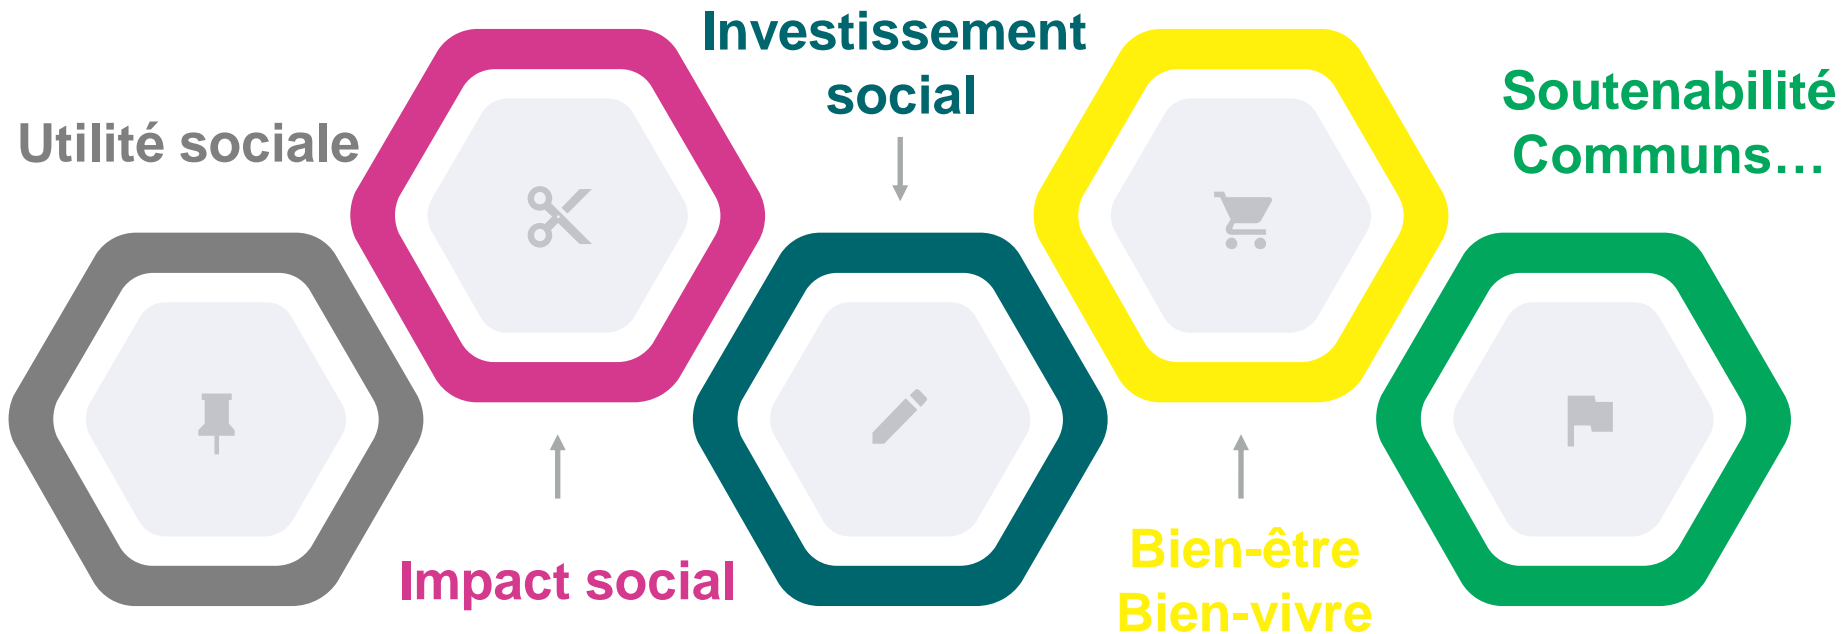 Utilité sociale
Impact social
Investissement
social
Bien-être
Bien-vivre
Soutenabilité
Communs…